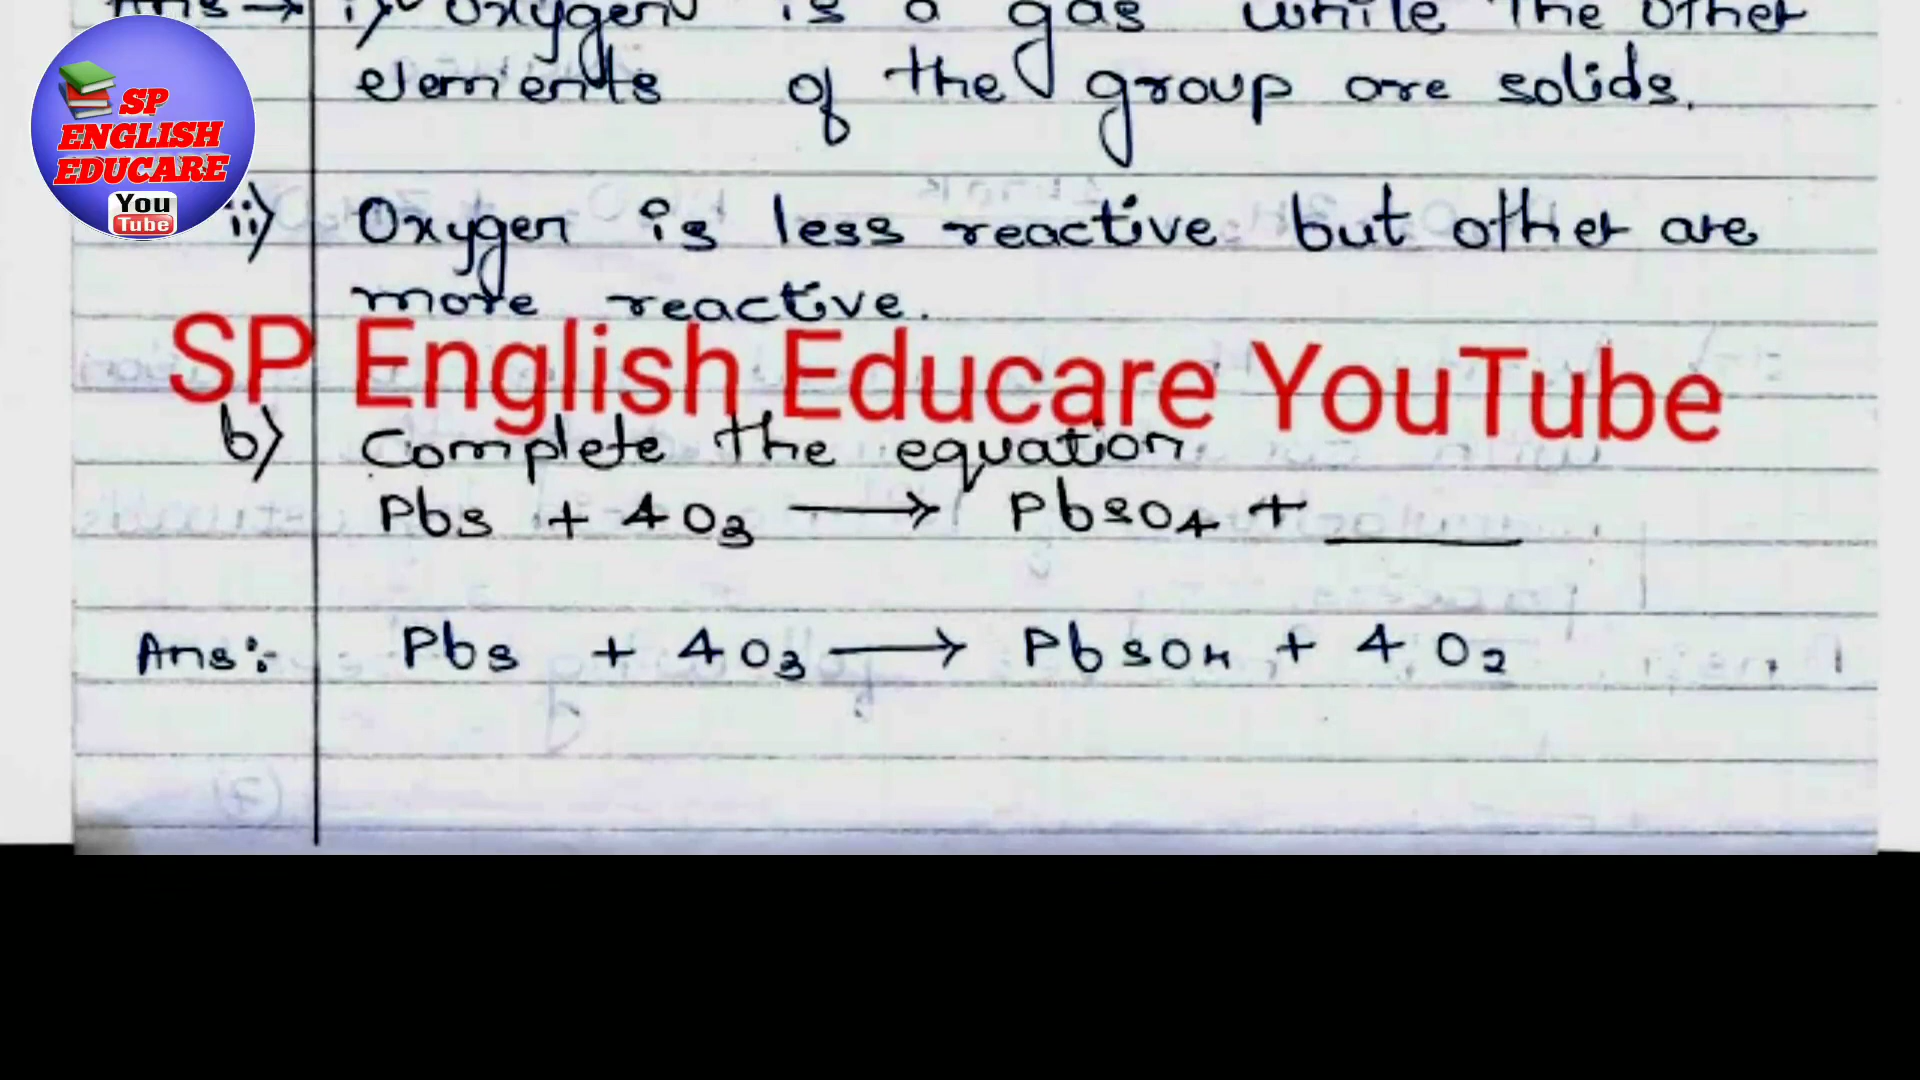 Ans → i) Oxygen is a gas while the other
elements of the group are solids.
SP
ENGLISH
EDUCARE
You
Tube
ii) Oxygen is less reactive but other are
more reactive.
SP English Educare YouTube
b) Complete the equation
Pbs + 4O₃ → PbsO₄ + ____
Ans :- Pbs + 4O₃ → PbsO₄ + 4O₂